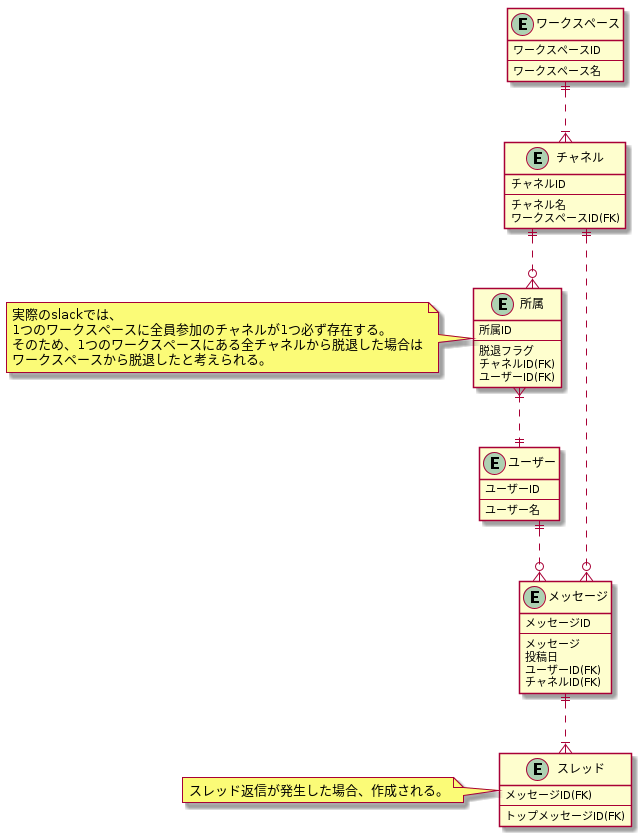 E ワークスペース
ワークスペースID
ワークスペース名
E チャネル
チャネルID
チャネル名
ワークスペースID(FK)
E 所属
所属ID
脱退フラグ
チャネルID(FK)
ユーザーID(FK)
実際のslackでは、
1つのワークスペースに全員参加のチャネルが1つ必ず存在する。
そのため、1つのワークスペースにある全チャネルから脱退した場合は
ワークスペースから脱退したと考えられる。
E ユーザー
ユーザーID
ユーザー名
E メッセージ
メッセージID
メッセージ
投稿日
ユーザーID(FK)
チャネルID(FK)
E スレッド
メッセージID(FK)
トップメッセージID(FK)
スレッド返信が発生した場合、作成される。